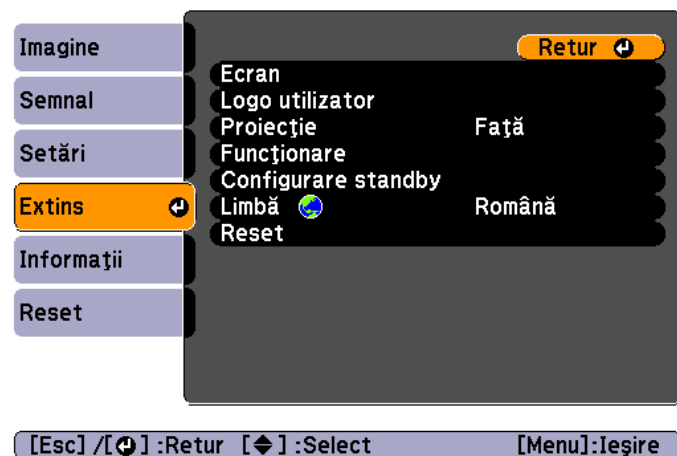 Imagine
Semnal
Setări
Extins
Informaţii
Reset
Retur
Ecran
Logo utilizator
Proiecţie Faţă
Funcţionare
Configurare standby
Limbă Română
Reset
[Esc] /[⏎] :Retur [◆] :Select [Menu]:Ieşire